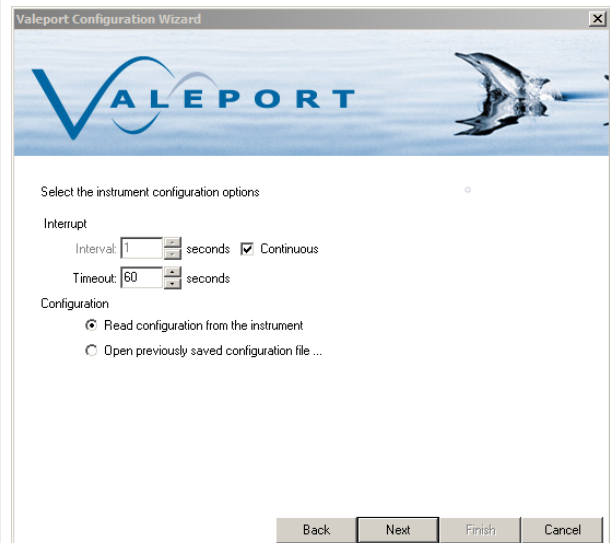 Valeport Configuration Wizard
VALEPORT
Select the instrument configuration options
Interrupt
Interval: 1 seconds Continuous
Timeout: 60 seconds
Configuration
Read configuration from the instrument
Open previously saved configuration file ...
Back Next Finish Cancel